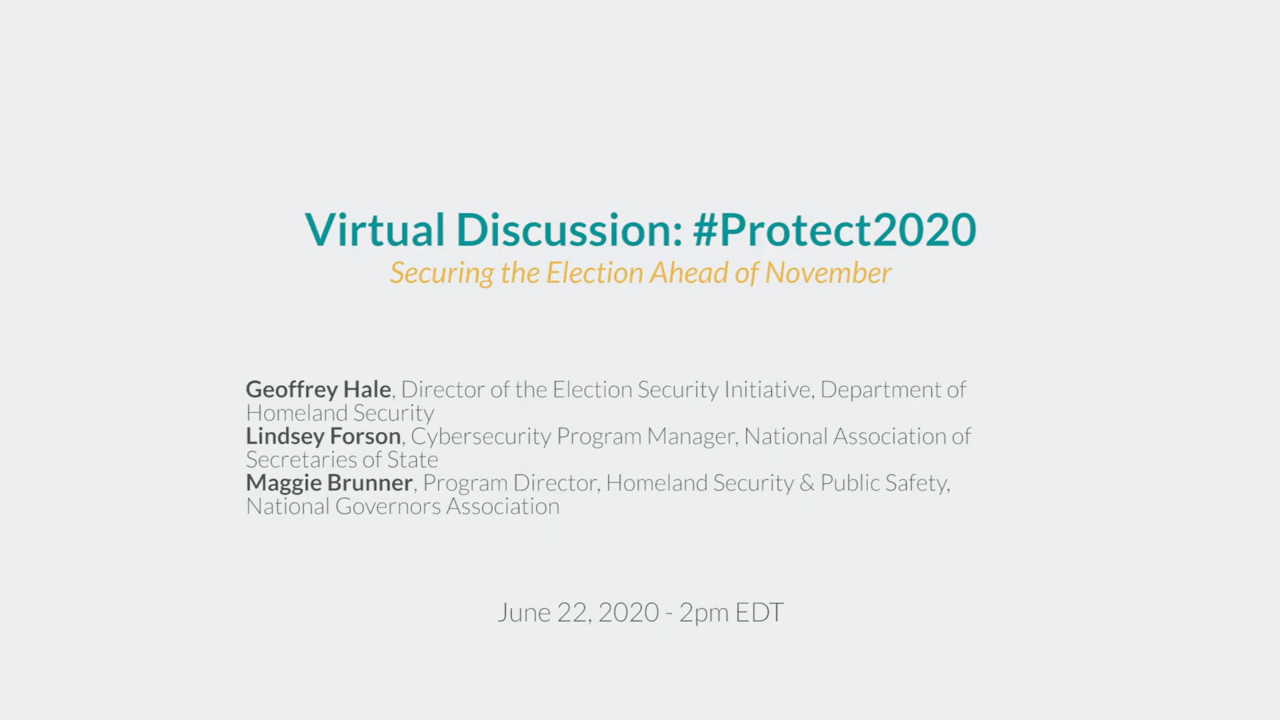 Virtual Discussion: #Protect2020
Securing the Election Ahead of November
Geoffrey Hale, Director of the Election Security Initiative, Department of
Homeland Security
Lindsey Forson, Cybersecurity Program Manager, National Association of
Secretaries of State
Maggie Brunner, Program Director, Homeland Security & Public Safety,
National Governors Association
June 22, 2020 - 2pm EDT